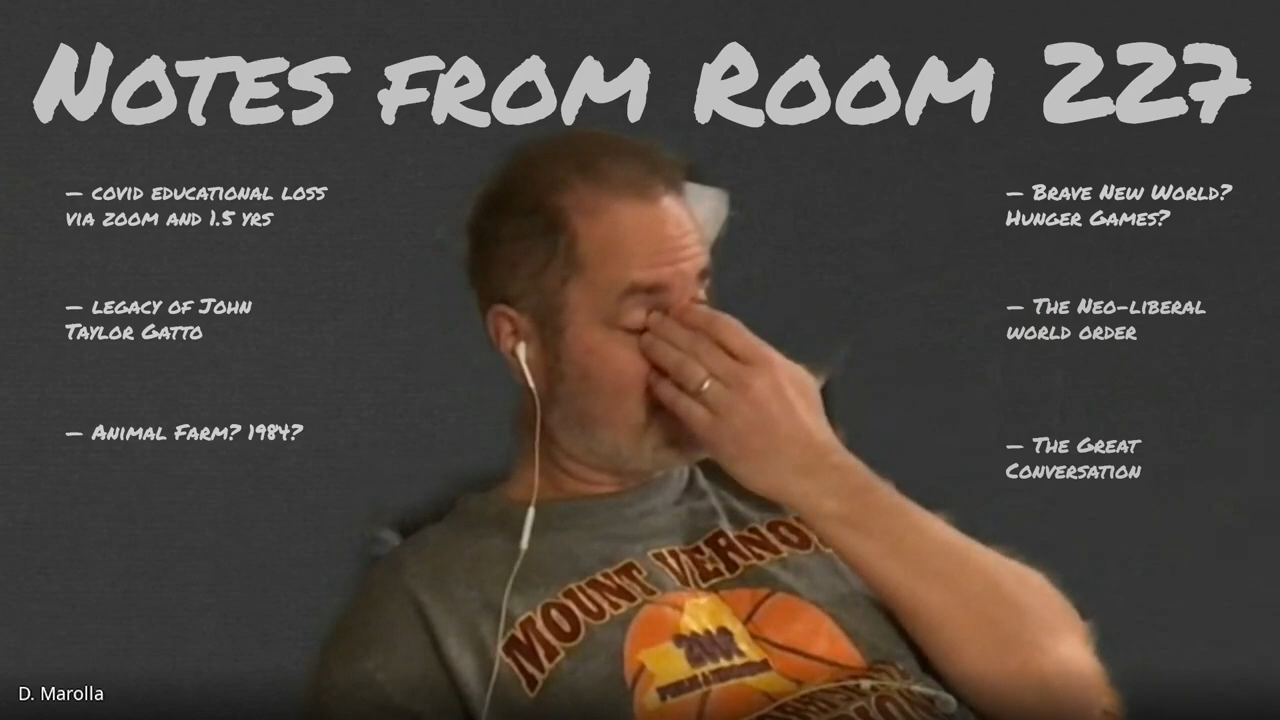 Notes from Room 227
– covid educational loss
via zoom and 1.5 yrs
– legacy of John
Taylor Gatto
– Animal Farm? 1984?
– Brave New World?
Hunger Games?
– The Neo-liberal
world order
– The Great
Conversation
MOUNT VERNON
D. Marolla